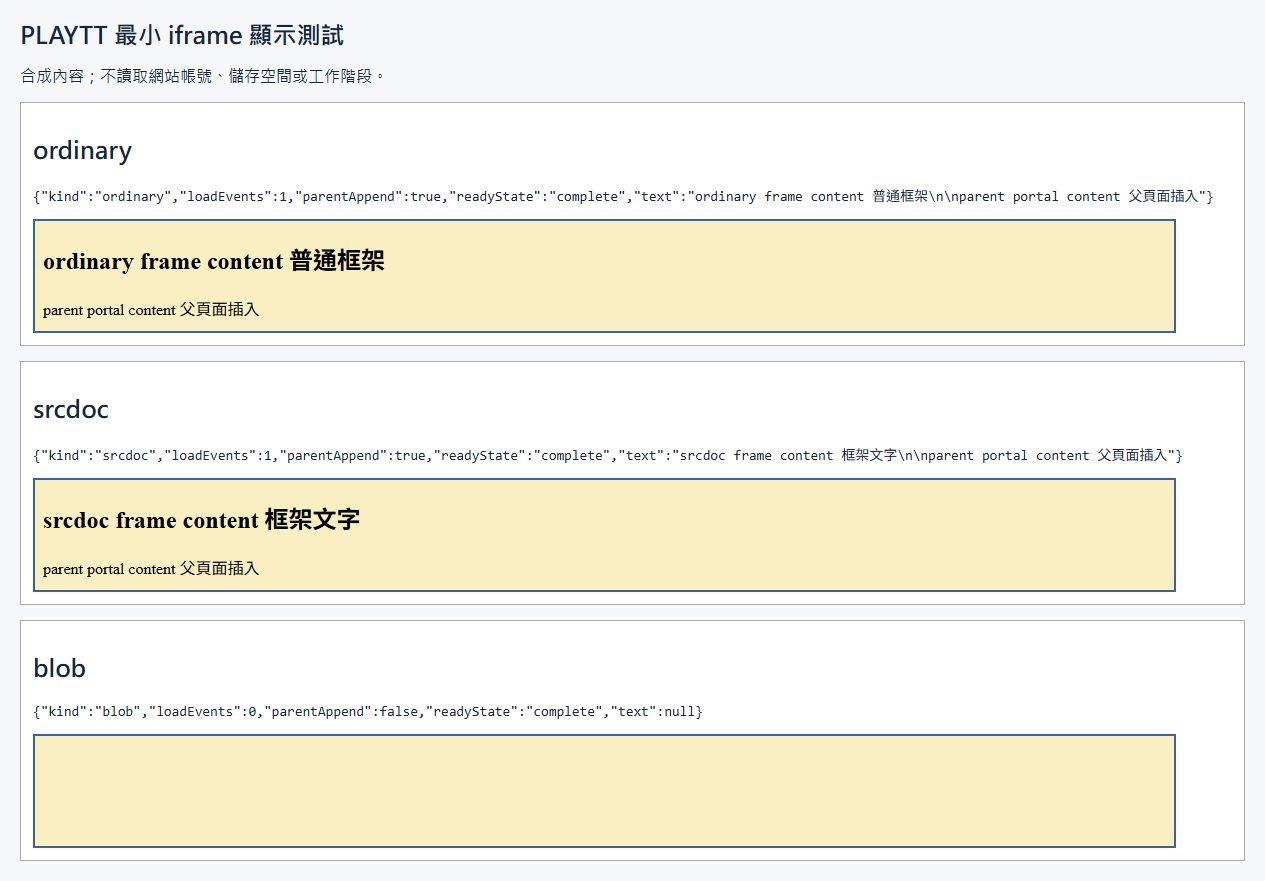 PLAYTT 最小 iframe 顯示測試
合成內容；不讀取網站帳號、儲存空間或工作階段。
ordinary
{"kind":"ordinary","loadEvents":1,"parentAppend":true,"readyState":"complete","text":"ordinary frame content 普通框架\n\nparent portal content 父頁面插入"}
ordinary frame content 普通框架
parent portal content 父頁面插入
srcdoc
{"kind":"srcdoc","loadEvents":1,"parentAppend":true,"readyState":"complete","text":"srcdoc frame content 框架文字\n\nparent portal content 父頁面插入"}
srcdoc frame content 框架文字
parent portal content 父頁面插入
blob
{"kind":"blob","loadEvents":0,"parentAppend":false,"readyState":"complete","text":null}